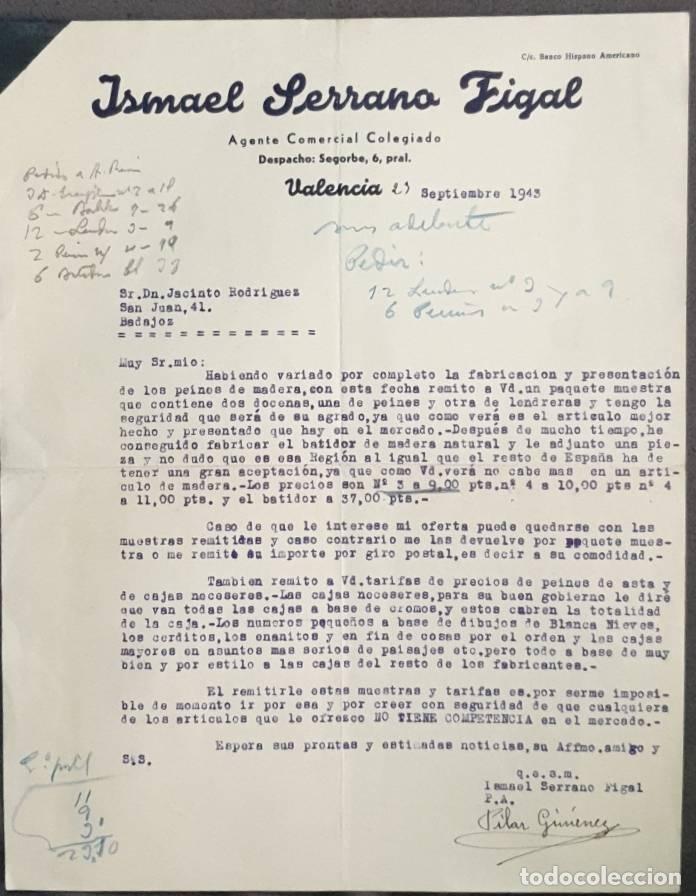 C/c. Banco Hispano Americano
Ismael Serrano Figal
Agente Comercial Colegiado
Despacho: Segorbe, 6, pral.
Valencia 23 Septiembre 1943
mas adelante
Pedir:
12
6
12
6
Sr.Dn.Jacinto Rodriguez
San Juan,41.
Badajoz
= = = = = = = = = = = = =
Muy Sr.mio:
Habiendo variado por completo la fabricacion y presentación
de los peines de madera,con esta fecha remito a Vd.un paquete muestra
que contiene dos docenas,una de peines y otra de lendreras y tengo la
seguridad que será de su agrado,ya que como verá es el articulo mejor
hecho y presentado que hay en el mercado.-Después de mucho tiempo,he
conseguido fabricar el batidor de madera natural y le adjunto una pie-
za y no dudo que es esa Región al igual que el resto de España ha de
tener una gran aceptación,ya que como Vd.verá no cabe mas en un arti-
culo de madera.-Los precios son Nº 3 a 9,00 pts.nº 4 a 10,00 pts nº 4
a 11,00 pts. y el batidor a 37,00 pts.-
Caso de que le interese mi oferta puede quedarse con las
muestras remitidas y caso contrario me las devuelve por paquete mues-
tra o me remite su importe por giro postal,es decir a su comodidad.-
Tambien remito a Vd.tarifas de precios de peines de asta y
de cajas neceseres.-Las cajas neceseres,para su buen gobierno le diré
que van todas las cajas a base de cromos,y estos cubren la totalidad
de la caja.-Los numeros pequeños a base de dibujos de Blanca Nieves,
los cerditos,los enanitos y en fin de cosas por el orden y las cajas
mayores en asuntos mas serios de paisajes etc.pero todo a base de muy
bien y por estilo a las cajas del resto de los fabricantes.-
El remitirle estas muestras y tarifas es.por serme imposi-
ble de momento ir por esa y por creer con seguridad de que cualquiera
de los articulos que le ofrezco NO TIENE COMPETENCIA en el mercado.-
Espera sus prontas y estimadas noticias,su Affmo.amigo y
S.S.
q.e.s.m.
Ismael Serrano Figal
P.A.
Pilar Giménez
11
9
todocoleccion